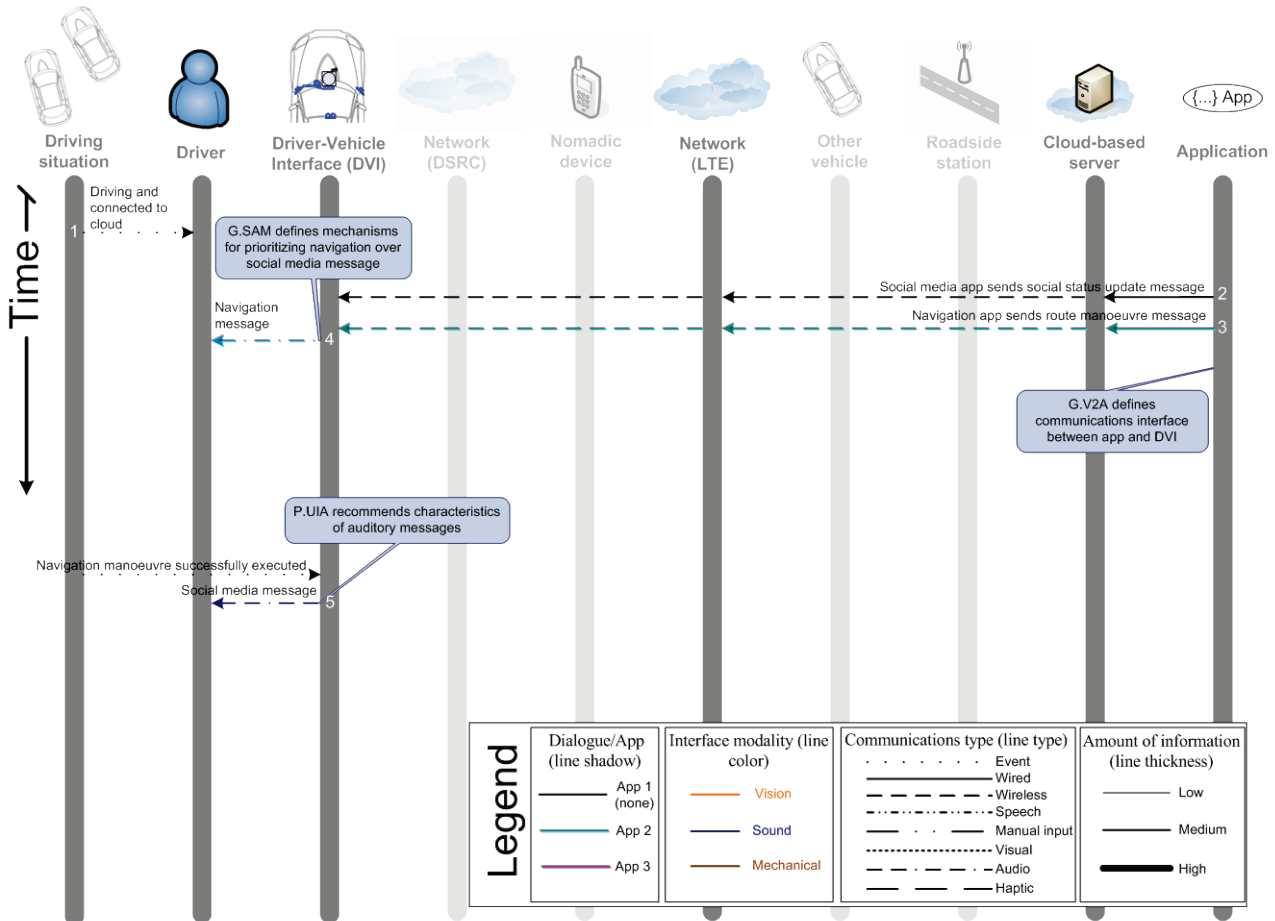 {...} App
Driving
situation
Driver
Driver-Vehicle
Interface (DVI)
Network
(DSRC)
Nomadic
device
Network
(LTE)
Other
vehicle
Roadside
station
Cloud-based
server
Application
Time
Driving and
connected to
cloud
1
G.SAM defines mechanisms
for prioritizing navigation over
social media message
Social media app sends social status update message
2
Navigation
message
Navigation app sends route manoeuvre message
3
4
G.V2A defines
communications interface
between app and DVI
P.UIA recommends characteristics
of auditory messages
Navigation manoeuvre successfully executed
Social media message
5
Legend
Dialogue/App
(line shadow)
App 1
(none)
App 2
App 3
Interface modality (line
color)
Vision
Sound
Mechanical
Communications type (line type)
Event
Wired
Wireless
Speech
Manual input
Visual
Audio
Haptic
Amount of information
(line thickness)
Low
Medium
High